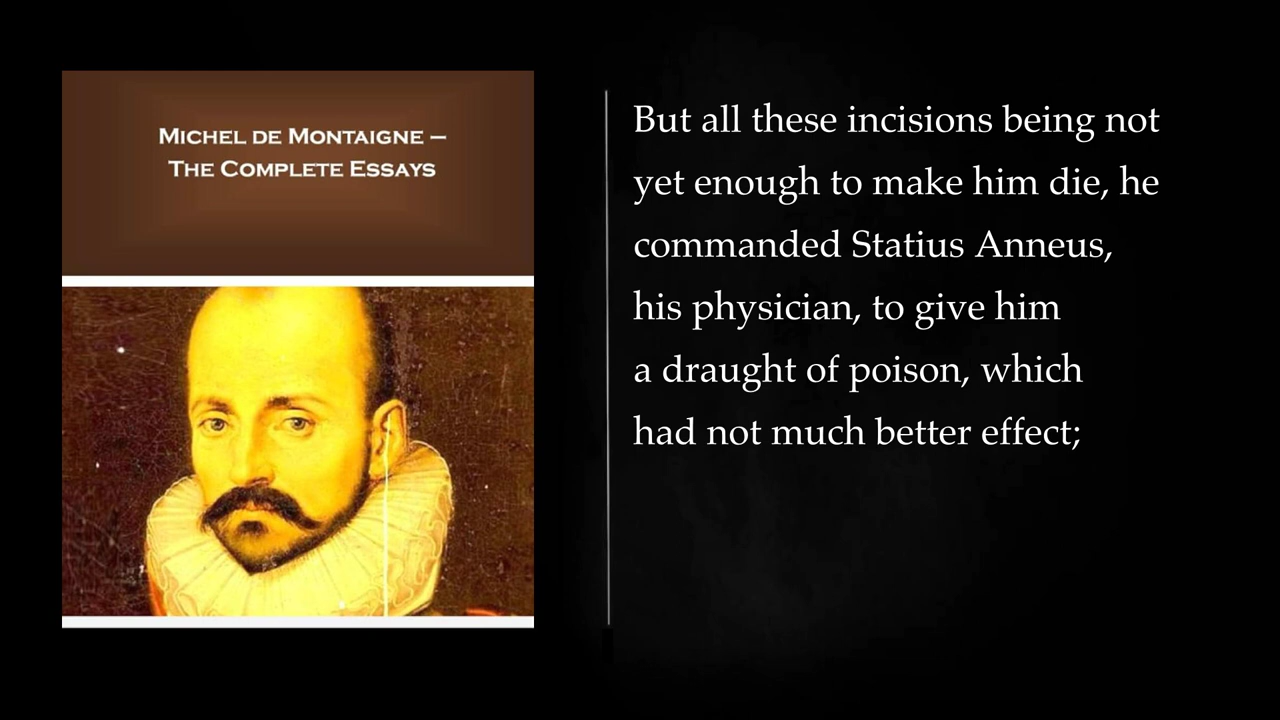 Michel de Montaigne –
The Complete Essays
But all these incisions being not
yet enough to make him die, he
commanded Statius Anneus,
his physician, to give him
a draught of poison, which
had not much better effect;